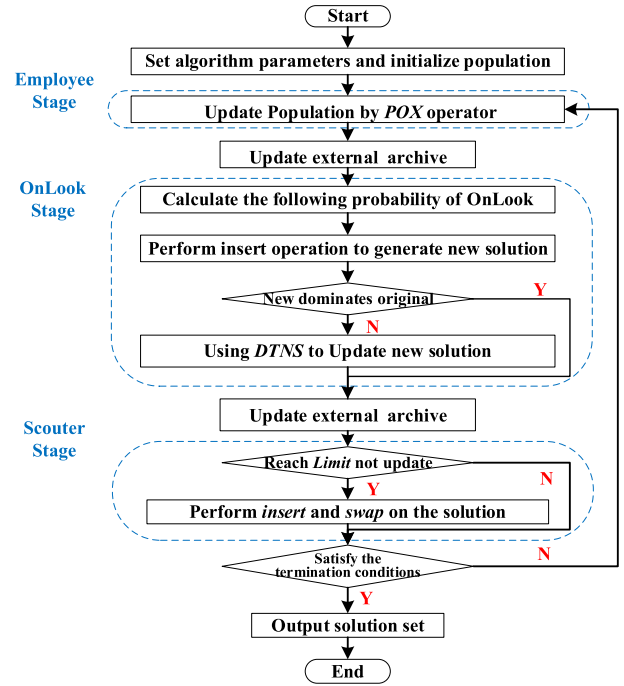 Start
Set algorithm parameters and initialize population
Employee
Stage
Update Population by POX operator
Update external archive
OnLook
Stage
Calculate the following probability of OnLook
Perform insert operation to generate new solution
New dominates original
Y
N
Using DTNS to Update new solution
Update external archive
Scouter
Stage
Reach Limit not update
N
Y
Perform insert and swap on the solution
Satisfy the
termination conditions
N
Y
Output solution set
End